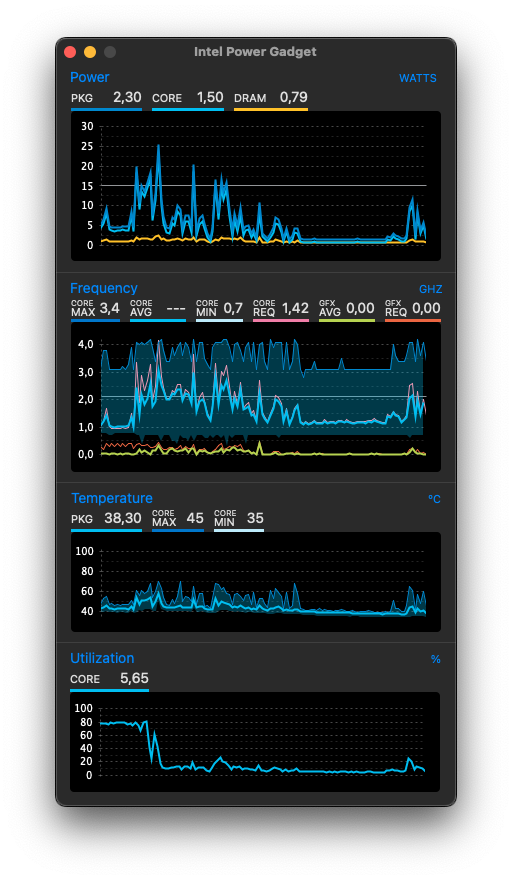 Intel Power Gadget
Power WATTS
PKG 2,30 CORE 1,50 DRAM 0,79
30
25
20
15
10
5
0
Frequency GHZ
CORE MAX 3,4 CORE AVG --- CORE MIN 0,7 CORE REQ 1,42 GFX AVG 0,00 GFX REQ 0,00
4,0
3,0
2,0
1,0
0,0
Temperature °C
PKG 38,30 CORE MAX 45 CORE MIN 35
100
80
60
40
Utilization %
CORE 5,65
100
80
60
40
20
0